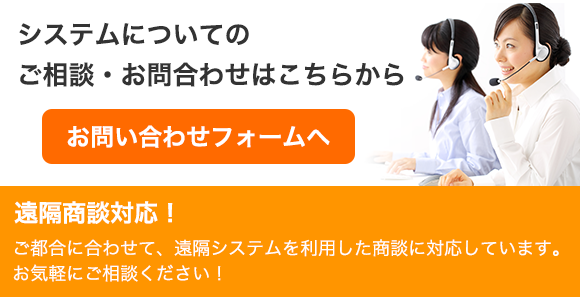 システムについての
ご相談・お問合わせはこちらから
お問い合わせフォームへ
遠隔商談対応！
ご都合に合わせて、遠隔システムを利用した商談に対応しています。
お気軽にご相談ください！